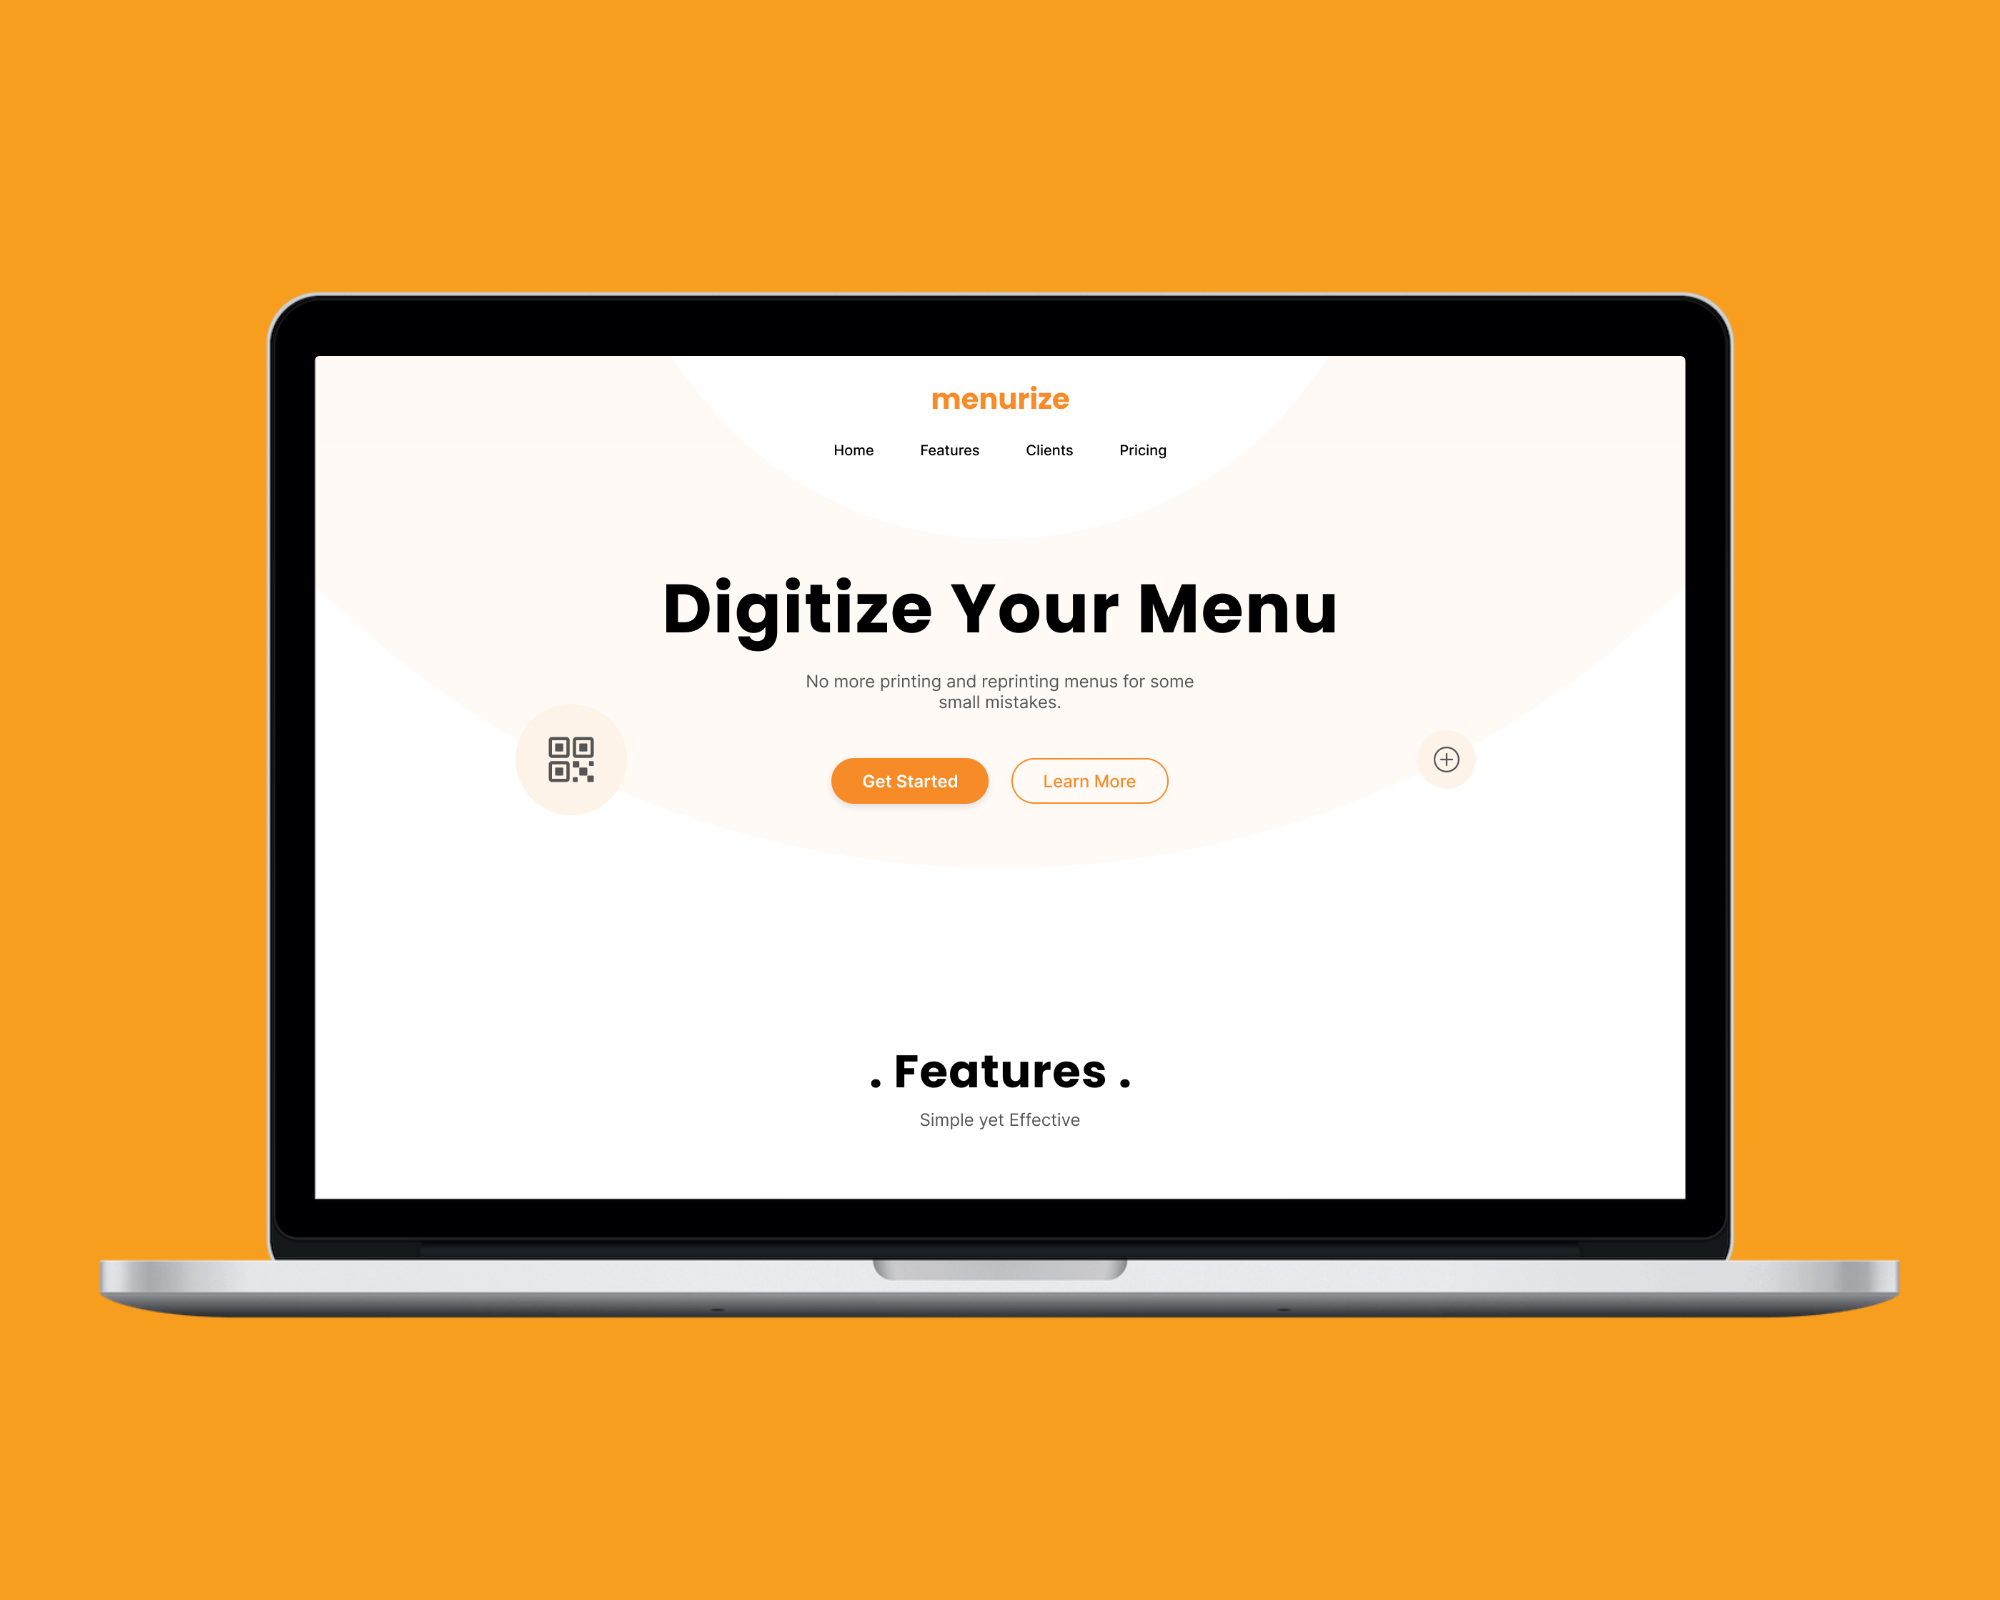 menurize
Home Features Clients Pricing
Digitize Your Menu
No more printing and reprinting menus for some
small mistakes.
Get Started Learn More
. Features .
Simple yet Effective